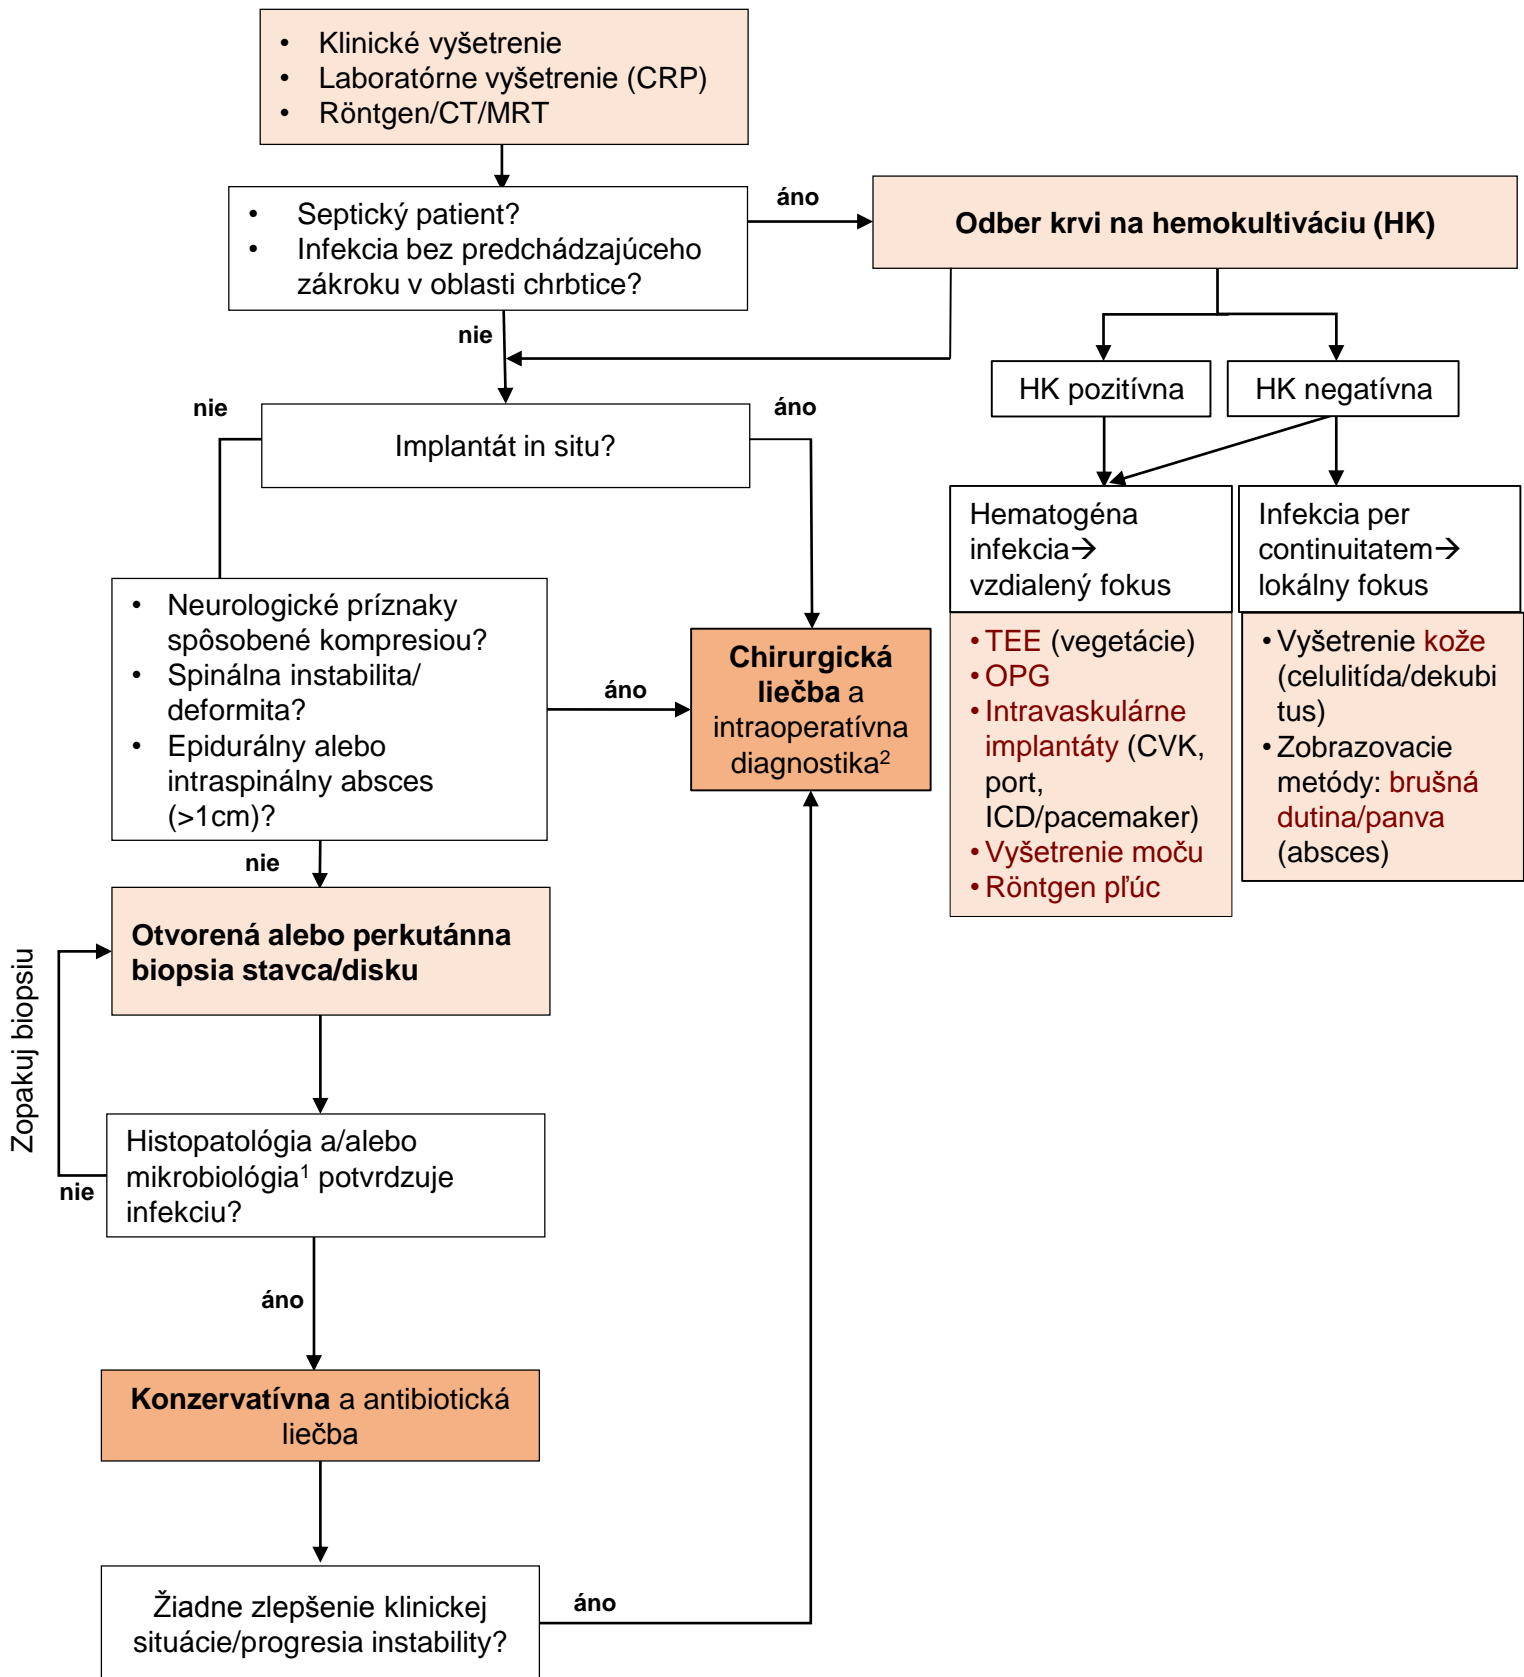 • Klinické vyšetrenie
• Laboratórne vyšetrenie (CRP)
• Röntgen/CT/MRT
• Septický patient?
• Infekcia bez predchádzajúceho
zákroku v oblasti chrbtice?
áno
Odber krvi na hemokultiváciu (HK)
nie
HK pozitívna
HK negatívna
nie
áno
Implantát in situ?
Hematogéna
infekcia→
vzdialený fokus
Infekcia per
continuitatem→
lokálny fokus
• TEE (vegetácie)
• OPG
• Intravaskulárne
implantáty (CVK,
port,
ICD/pacemaker)
• Vyšetrenie moču
• Röntgen pľúc
• Vyšetrenie kože
(celulitída/dekubi
tus)
• Zobrazovacie
metódy: brušná
dutina/panva
(absces)
• Neurologické príznaky
spôsobené kompresiou?
• Spinálna instabilita/
deformita?
• Epidurálny alebo
intraspinálny absces
(>1cm)?
áno
Chirurgická
liečba a
intraoperatívna
diagnostika²
nie
Otvorená alebo perkutánna
biopsia stavca/disku
Zopakuj biopsiu
Histopatológia a/alebo
mikrobiológia¹ potvrdzuje
infekciu?
nie
áno
Konzervatívna a antibiotická
liečba
Žiadne zlepšenie klinickej
situácie/progresia instability?
áno